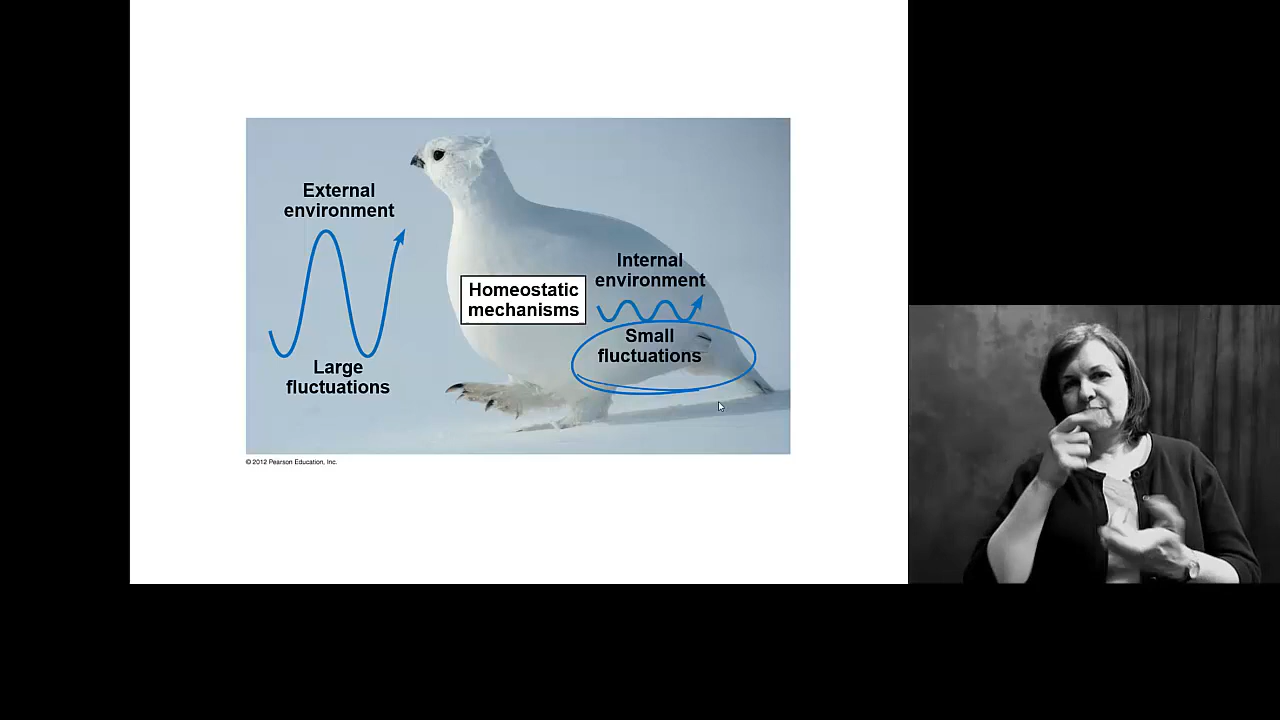 External
environment
Large
fluctuations
Homeostatic
mechanisms
Internal
environment
Small
fluctuations
© 2012 Pearson Education, Inc.